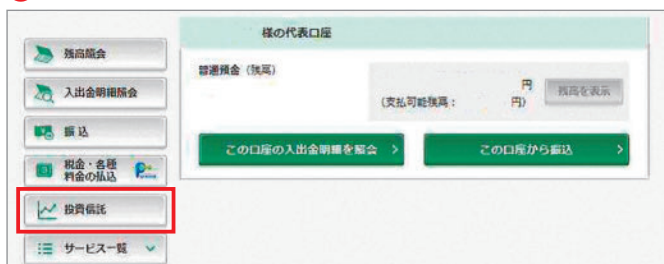 様の代表口座
残高照会
入出金明細照会
振込
税金・各種
料金の払込
投資信託
サービス一覧
普通預金（残高）
円
(支払可能残高： 円)
残高を表示
この口座の入出金明細を照会
この口座から振込